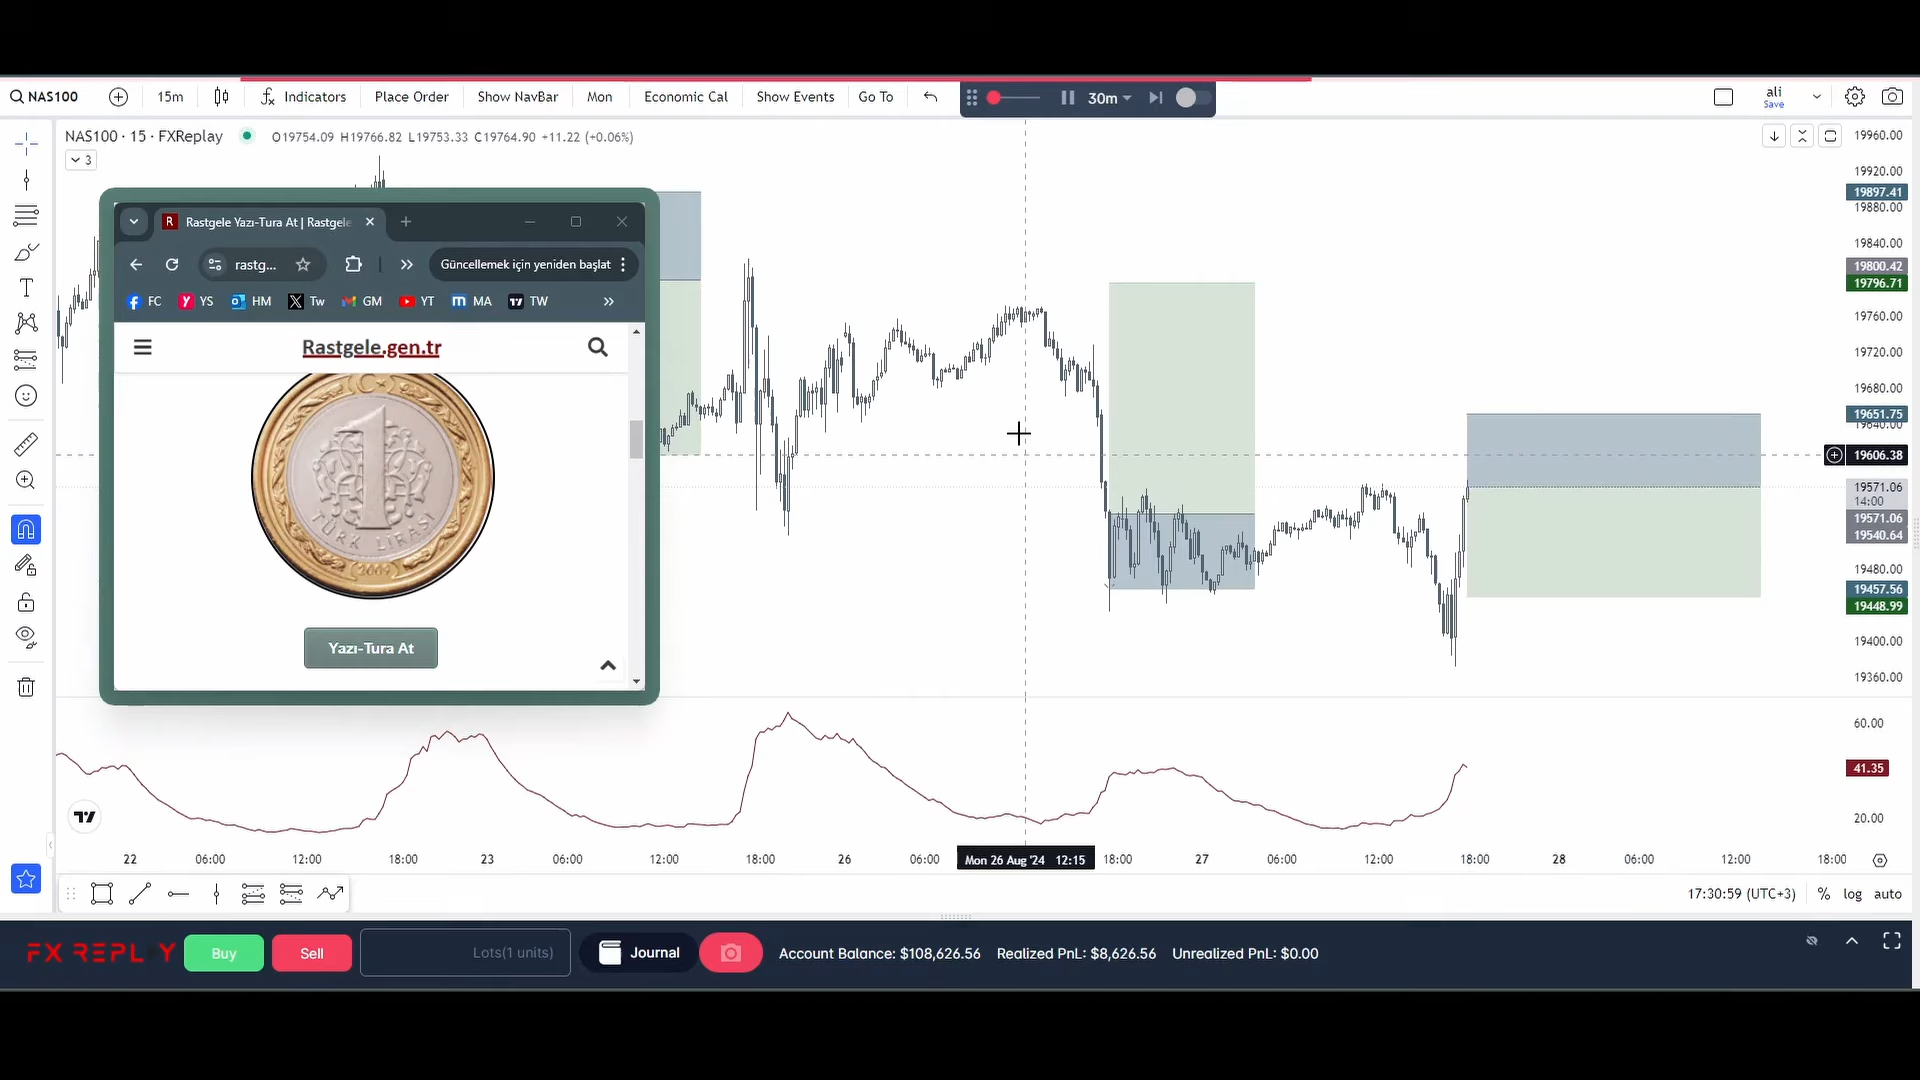 NAS100
15m
Indicators
Place Order
Show NavBar
Mon
Economic Cal
Show Events
Go To
30m
ali
Save
NAS100 · 15 · FXReplay
O19754.09 H19766.82 L19753.33 C19764.90 +11.22 (+0.06%)
3
Rastgele Yazı-Tura At | Rastgele
rastg...
Güncellemek için yeniden başlat
FC
YS
HM
Tw
GM
YT
MA
TW
Rastgele.gen.tr
1
TÜRK LİRASI
2009
Yazı-Tura At
19960.00
19920.00
19897.41
19880.00
19840.00
19800.42
19796.71
19760.00
19720.00
19680.00
19651.75
19640.00
19606.38
19571.06
14:00
19571.06
19540.64
19480.00
19457.56
19448.99
19400.00
19360.00
60.00
41.35
20.00
22
06:00
12:00
18:00
23
06:00
12:00
18:00
26
06:00
Mon 26 Aug '24 12:15
18:00
27
06:00
12:00
18:00
28
06:00
12:00
18:00
17:30:59 (UTC+3)
%
log
auto
FX REPLAY
Buy
Sell
Lots(1 units)
Journal
Account Balance: $108,626.56
Realized PnL: $8,626.56
Unrealized PnL: $0.00